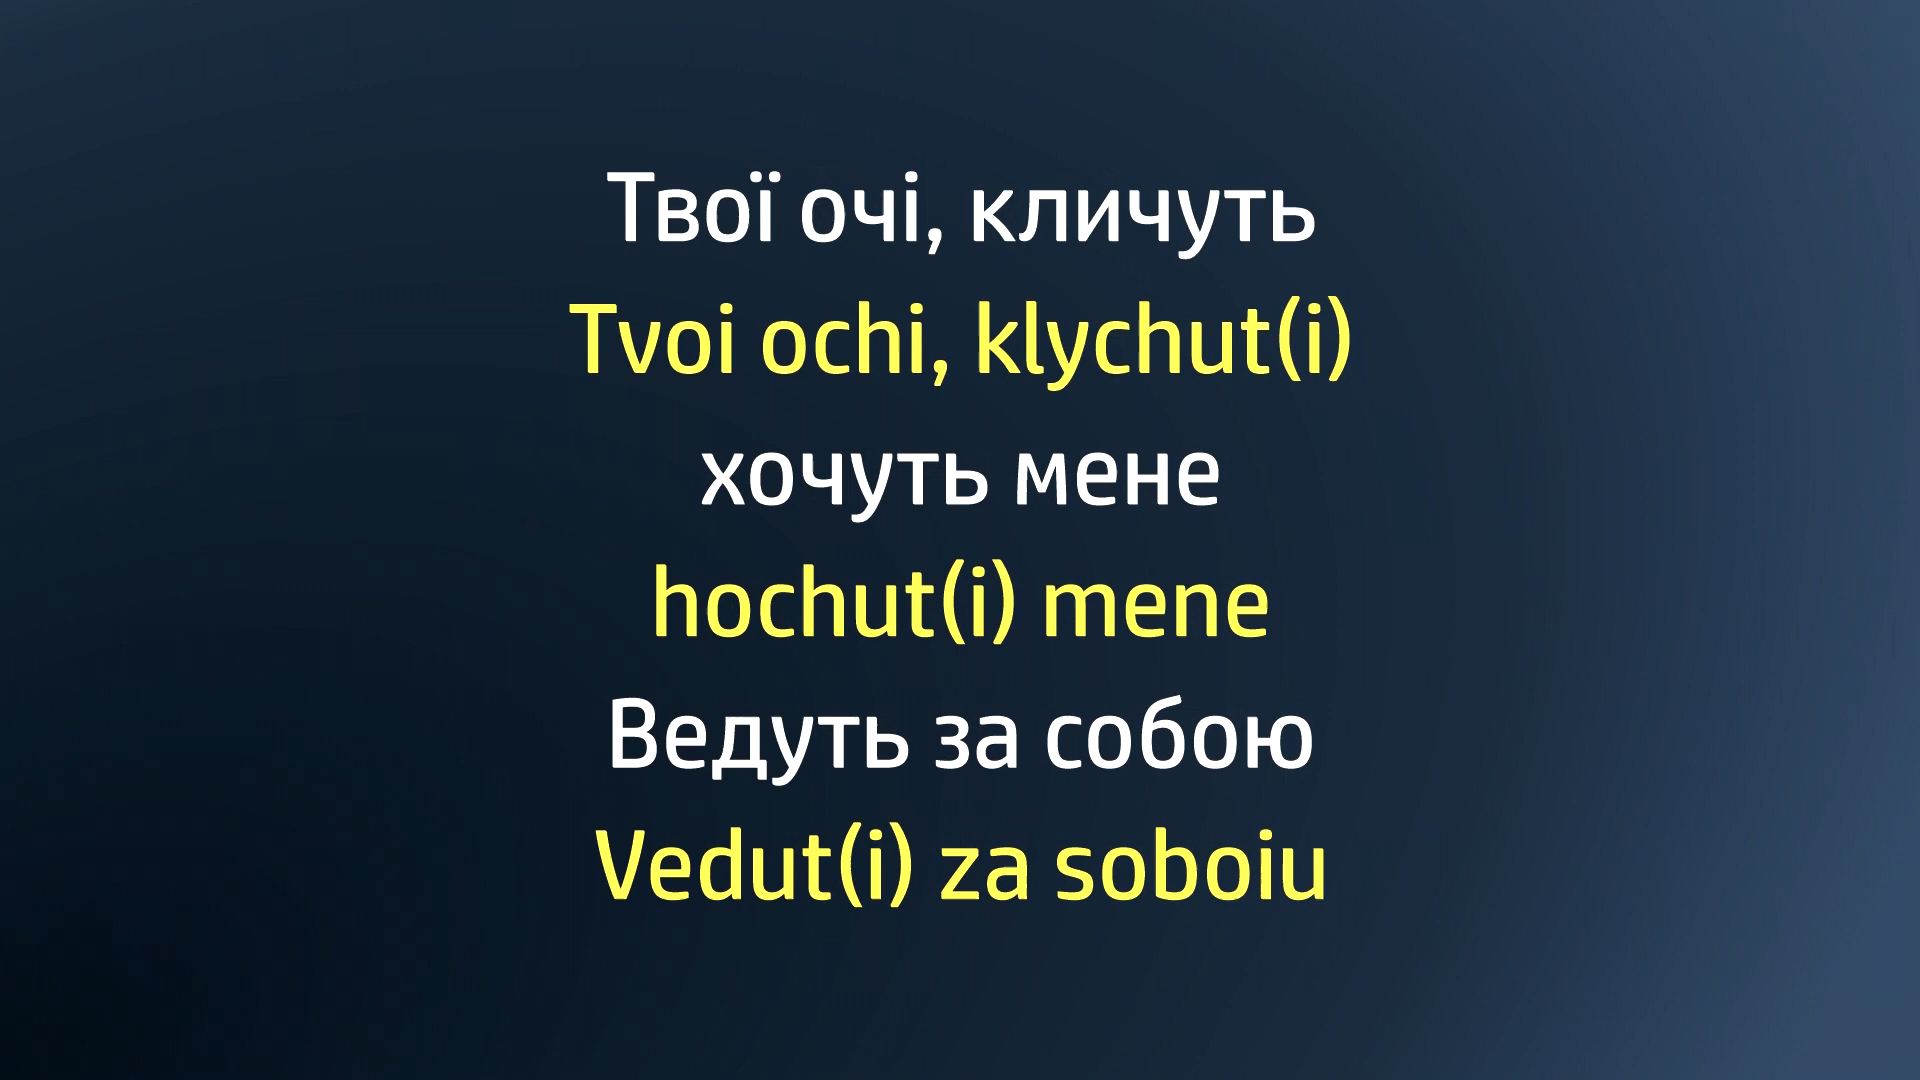 Твої очі, кличуть
Tvoi ochi, klychut(i)
хочуть мене
hochut(i) mene
Ведуть за собою
Vedut(i) za soboiu